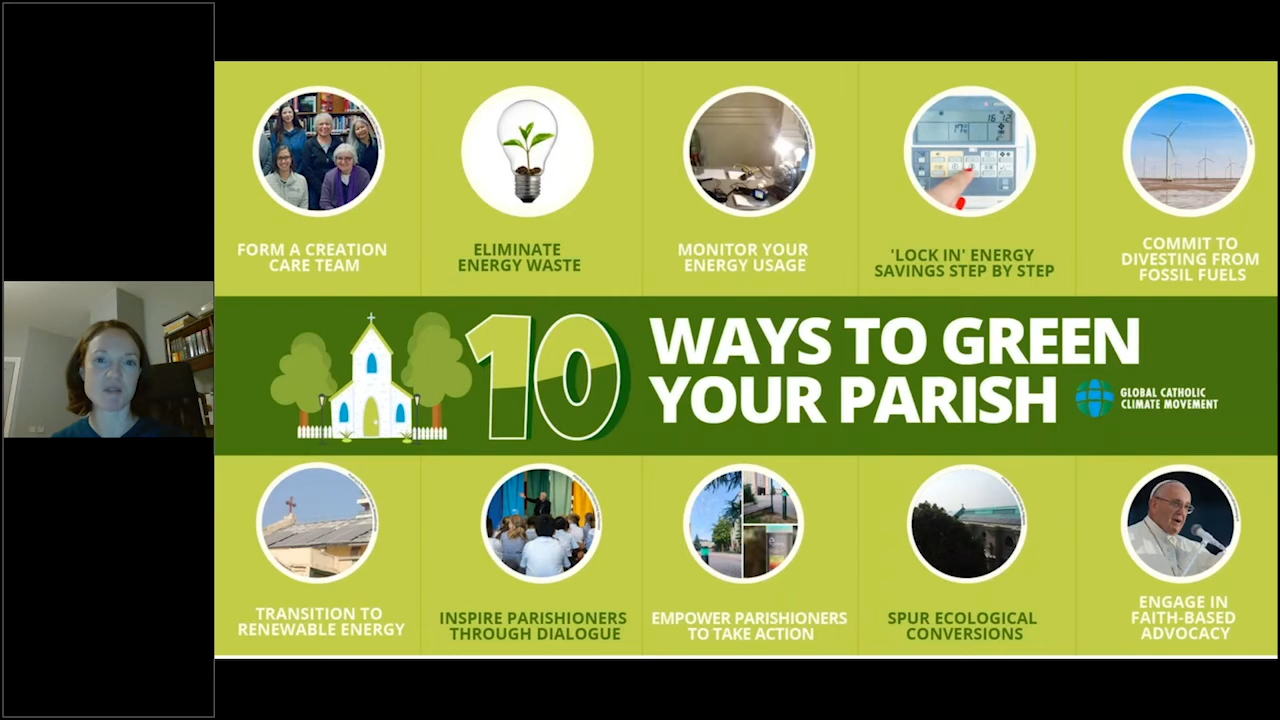 FORM A CREATION
CARE TEAM
ELIMINATE
ENERGY WASTE
MONITOR YOUR
ENERGY USAGE
'LOCK IN' ENERGY
SAVINGS STEP BY STEP
COMMIT TO
DIVESTING FROM
FOSSIL FUELS
10
WAYS TO GREEN
YOUR PARISH
GLOBAL CATHOLIC
CLIMATE MOVEMENT
TRANSITION TO
RENEWABLE ENERGY
INSPIRE PARISHIONERS
THROUGH DIALOGUE
EMPOWER PARISHIONERS
TO TAKE ACTION
SPUR ECOLOGICAL
CONVERSIONS
ENGAGE IN
FAITH-BASED
ADVOCACY